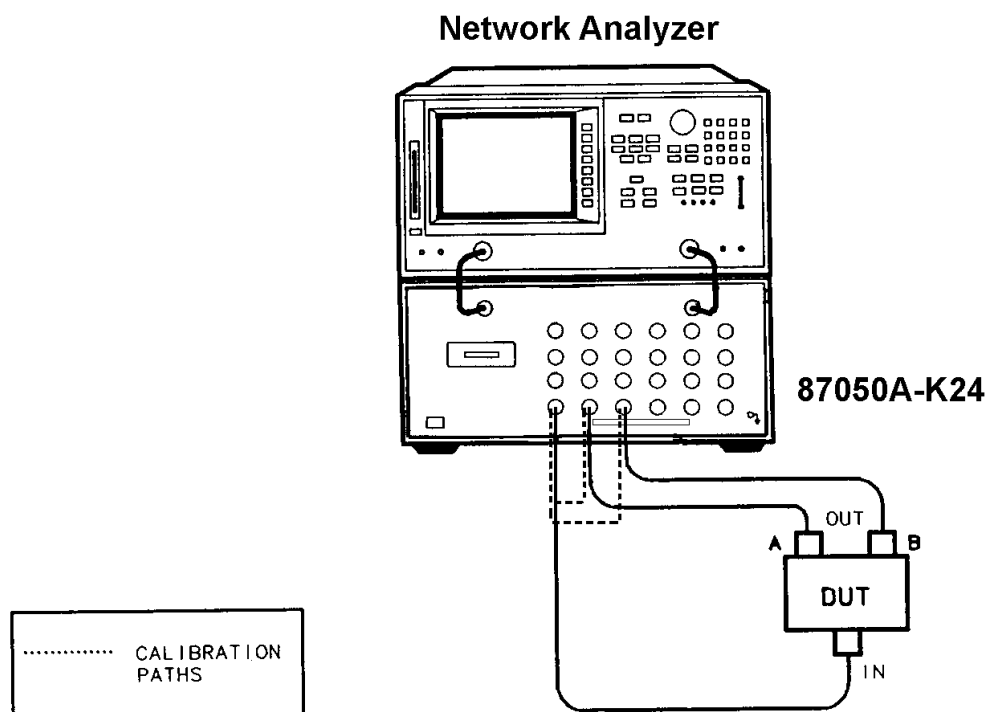 Network Analyzer
87050A-K24
OUT
A
B
DUT
IN
CALIBRATION
PATHS